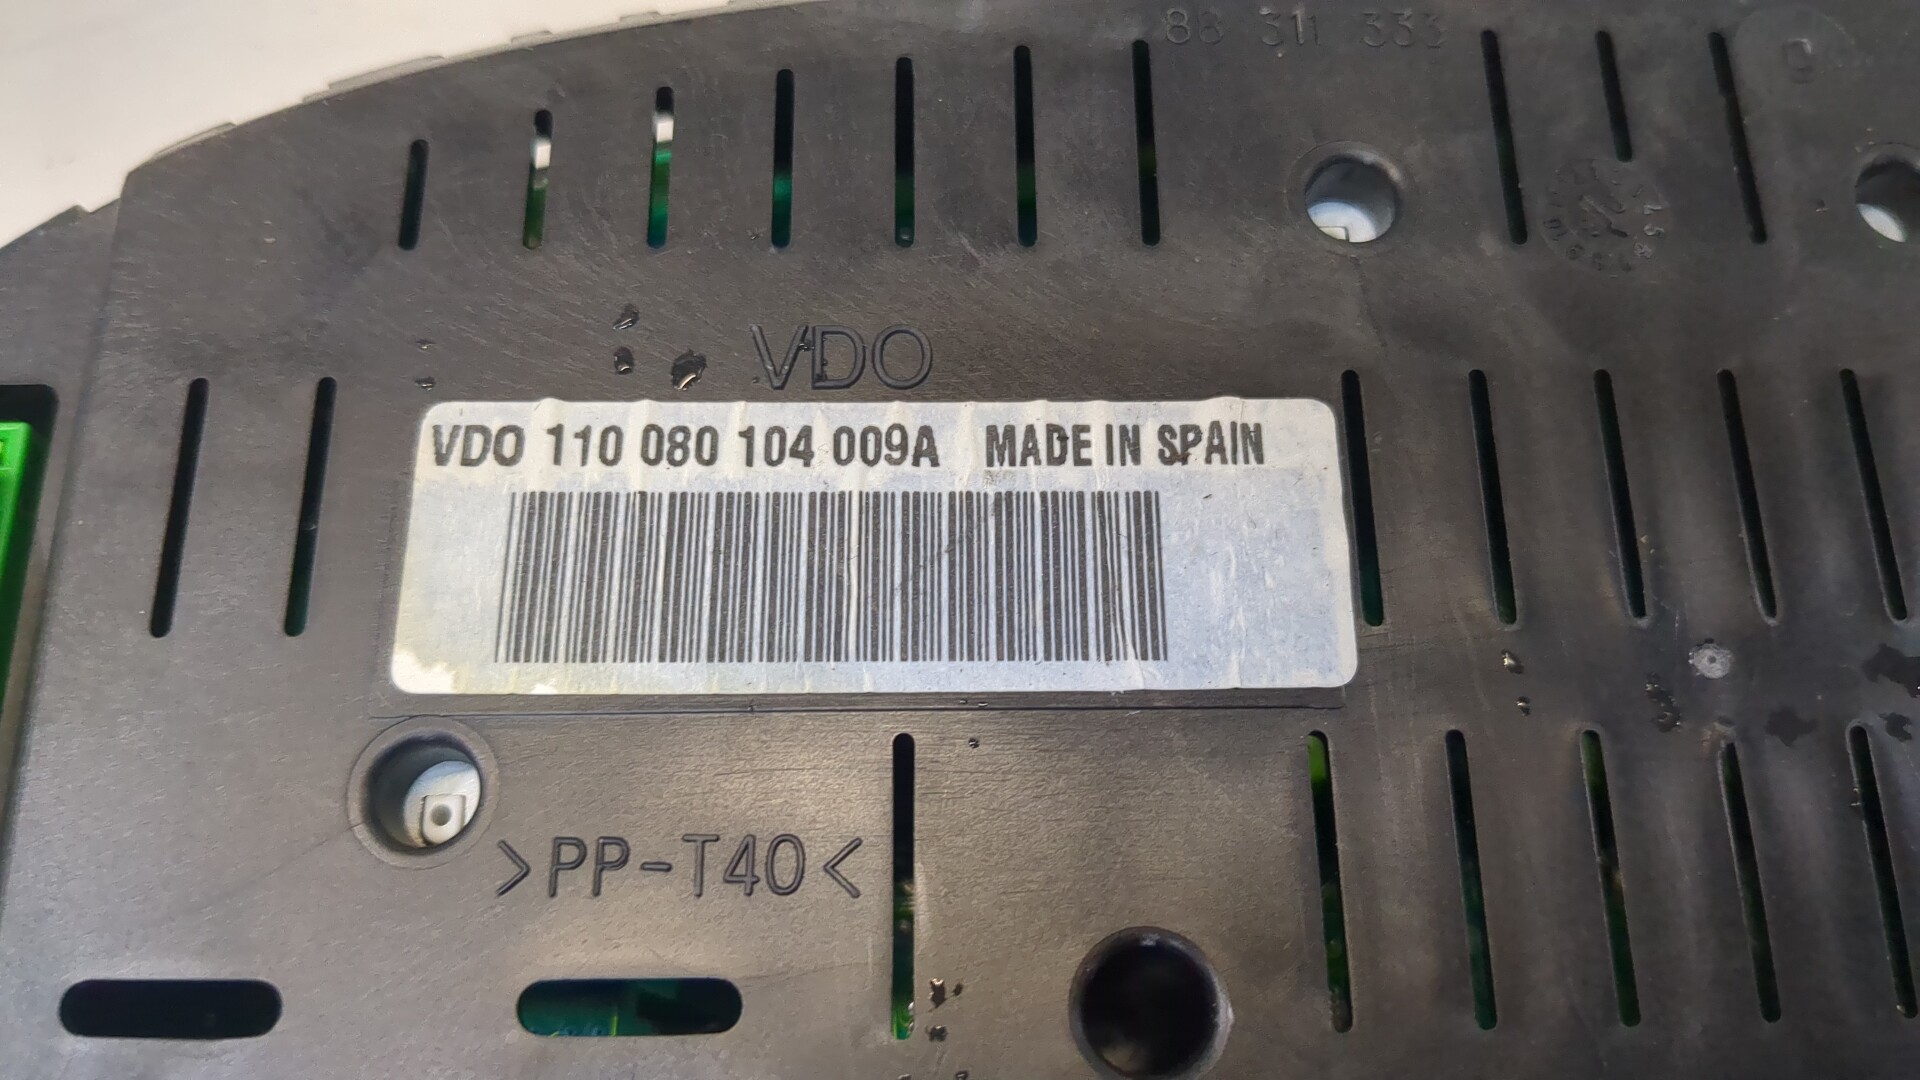 88 311 333
VDO
VDO 110 080 104 009A MADE IN SPAIN
>PP-T40<